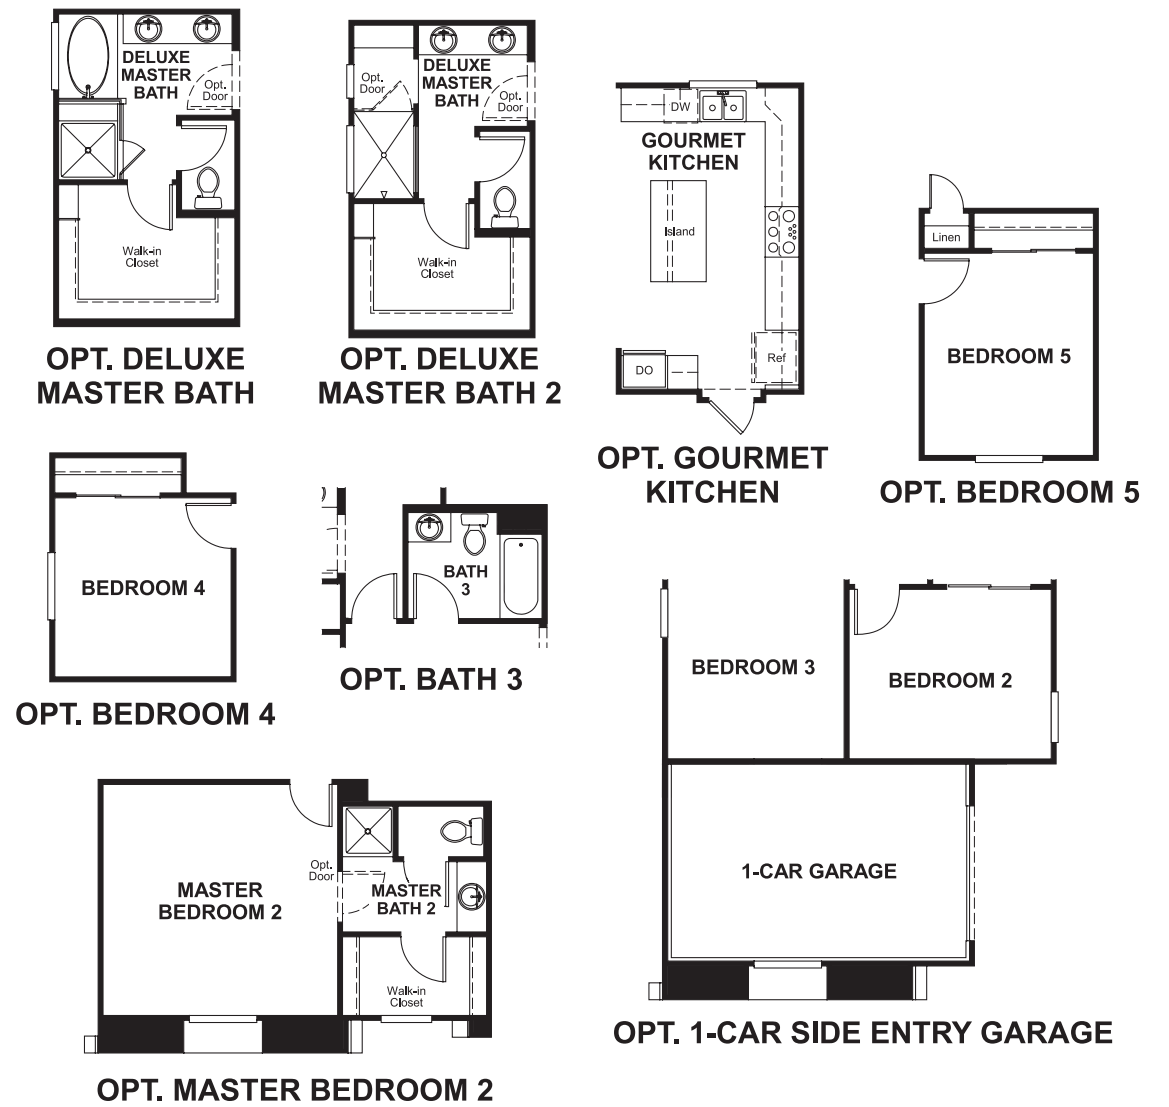 DELUXE
MASTER
BATH
Opt.
Door
Walk-in
Closet
OPT. DELUXE
MASTER BATH
Opt.
Door
DELUXE
MASTER
BATH
Opt.
Door
Walk-in
Closet
OPT. DELUXE
MASTER BATH 2
DW
GOURMET
KITCHEN
Island
DO
Ref
OPT. GOURMET
KITCHEN
Linen
BEDROOM 5
OPT. BEDROOM 5
BEDROOM 4
OPT. BEDROOM 4
BATH
3
OPT. BATH 3
BEDROOM 3
BEDROOM 2
1-CAR GARAGE
OPT. 1-CAR SIDE ENTRY GARAGE
MASTER
BEDROOM 2
Opt.
Door
MASTER
BATH 2
Walk-in
Closet
OPT. MASTER BEDROOM 2